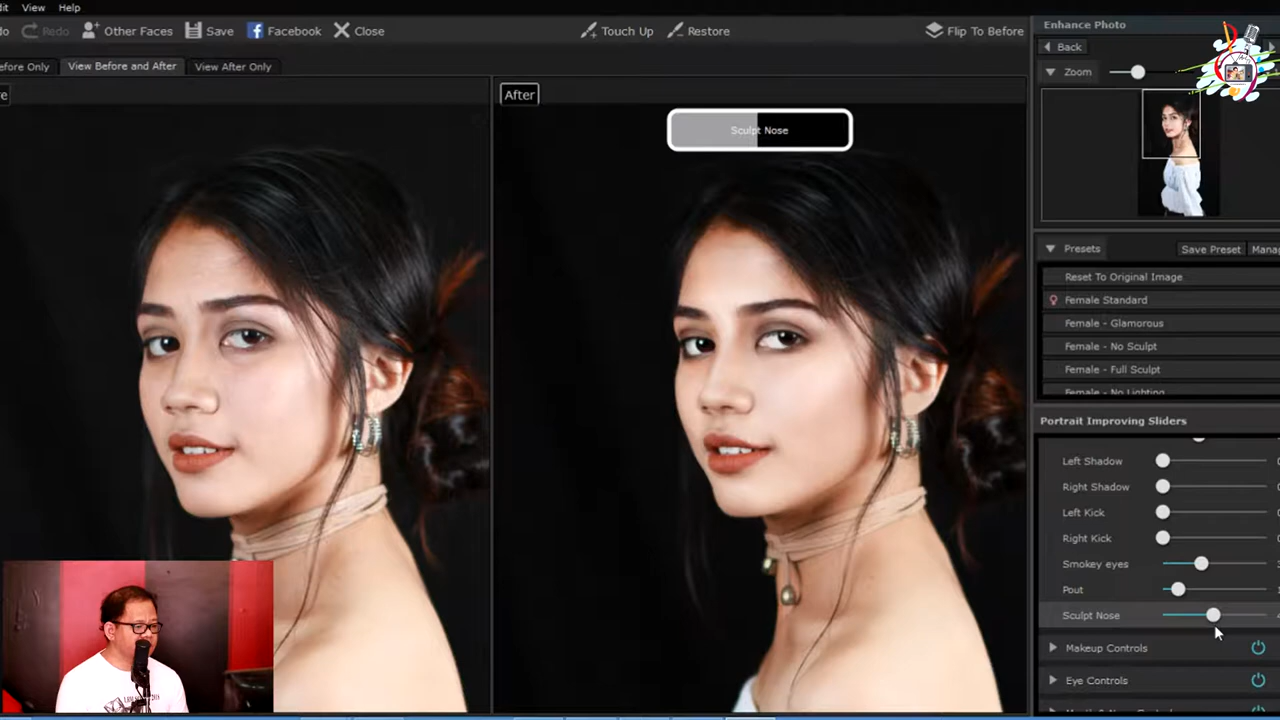 View Help
Redo Other Faces Save Facebook Close Touch Up Restore Flip To Before
View Before and After View After Only
After
Sculpt Nose
Enhance Photo
Back
Zoom
Presets Save Preset
Reset To Original Image
Female Standard
Female - Glamorous
Female - No Sculpt
Female - Full Sculpt
Female - No Lighting
Portrait Improving Sliders
Left Shadow
Right Shadow
Left Kick
Right Kick
Smokey eyes
Pout
Sculpt Nose
Makeup Controls
Eye Controls